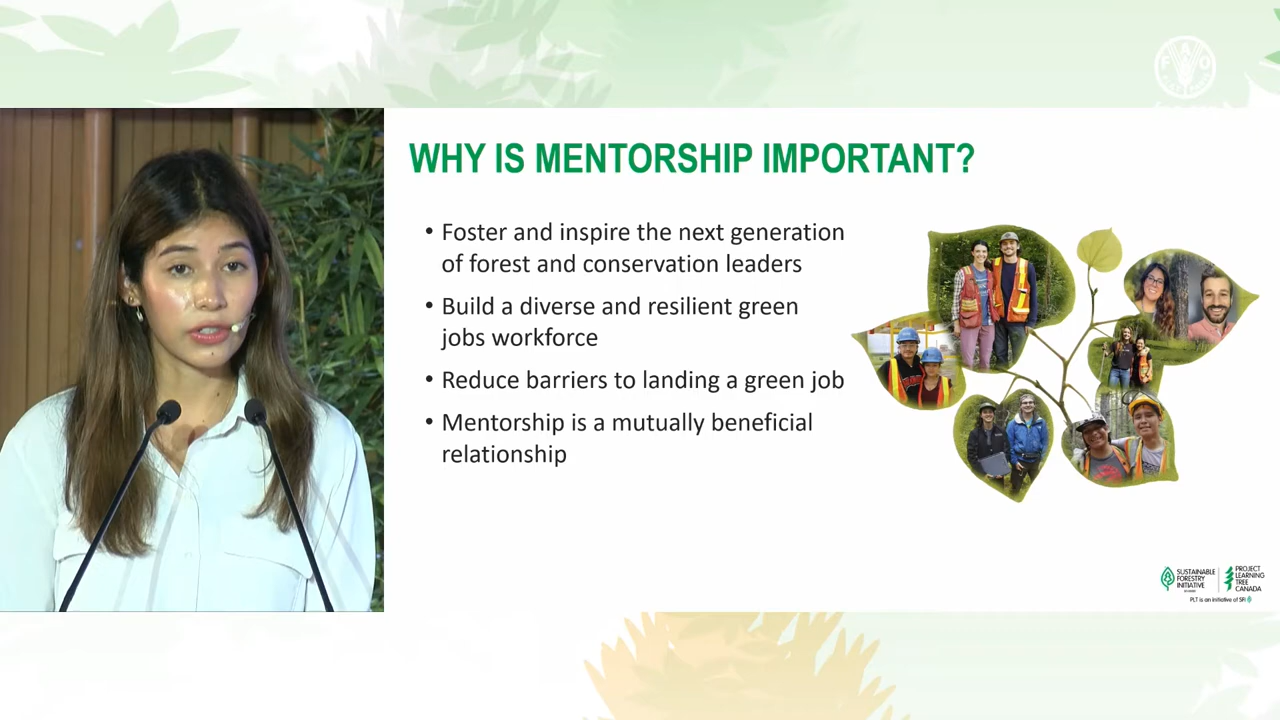 FAO
WHY IS MENTORSHIP IMPORTANT?
• Foster and inspire the next generation
of forest and conservation leaders
• Build a diverse and resilient green
jobs workforce
• Reduce barriers to landing a green job
• Mentorship is a mutually beneficial
relationship
SUSTAINABLE
FORESTRY
INITIATIVE
PROJECT
LEARNING
TREE
CANADA
PLT is an initiative of SFI